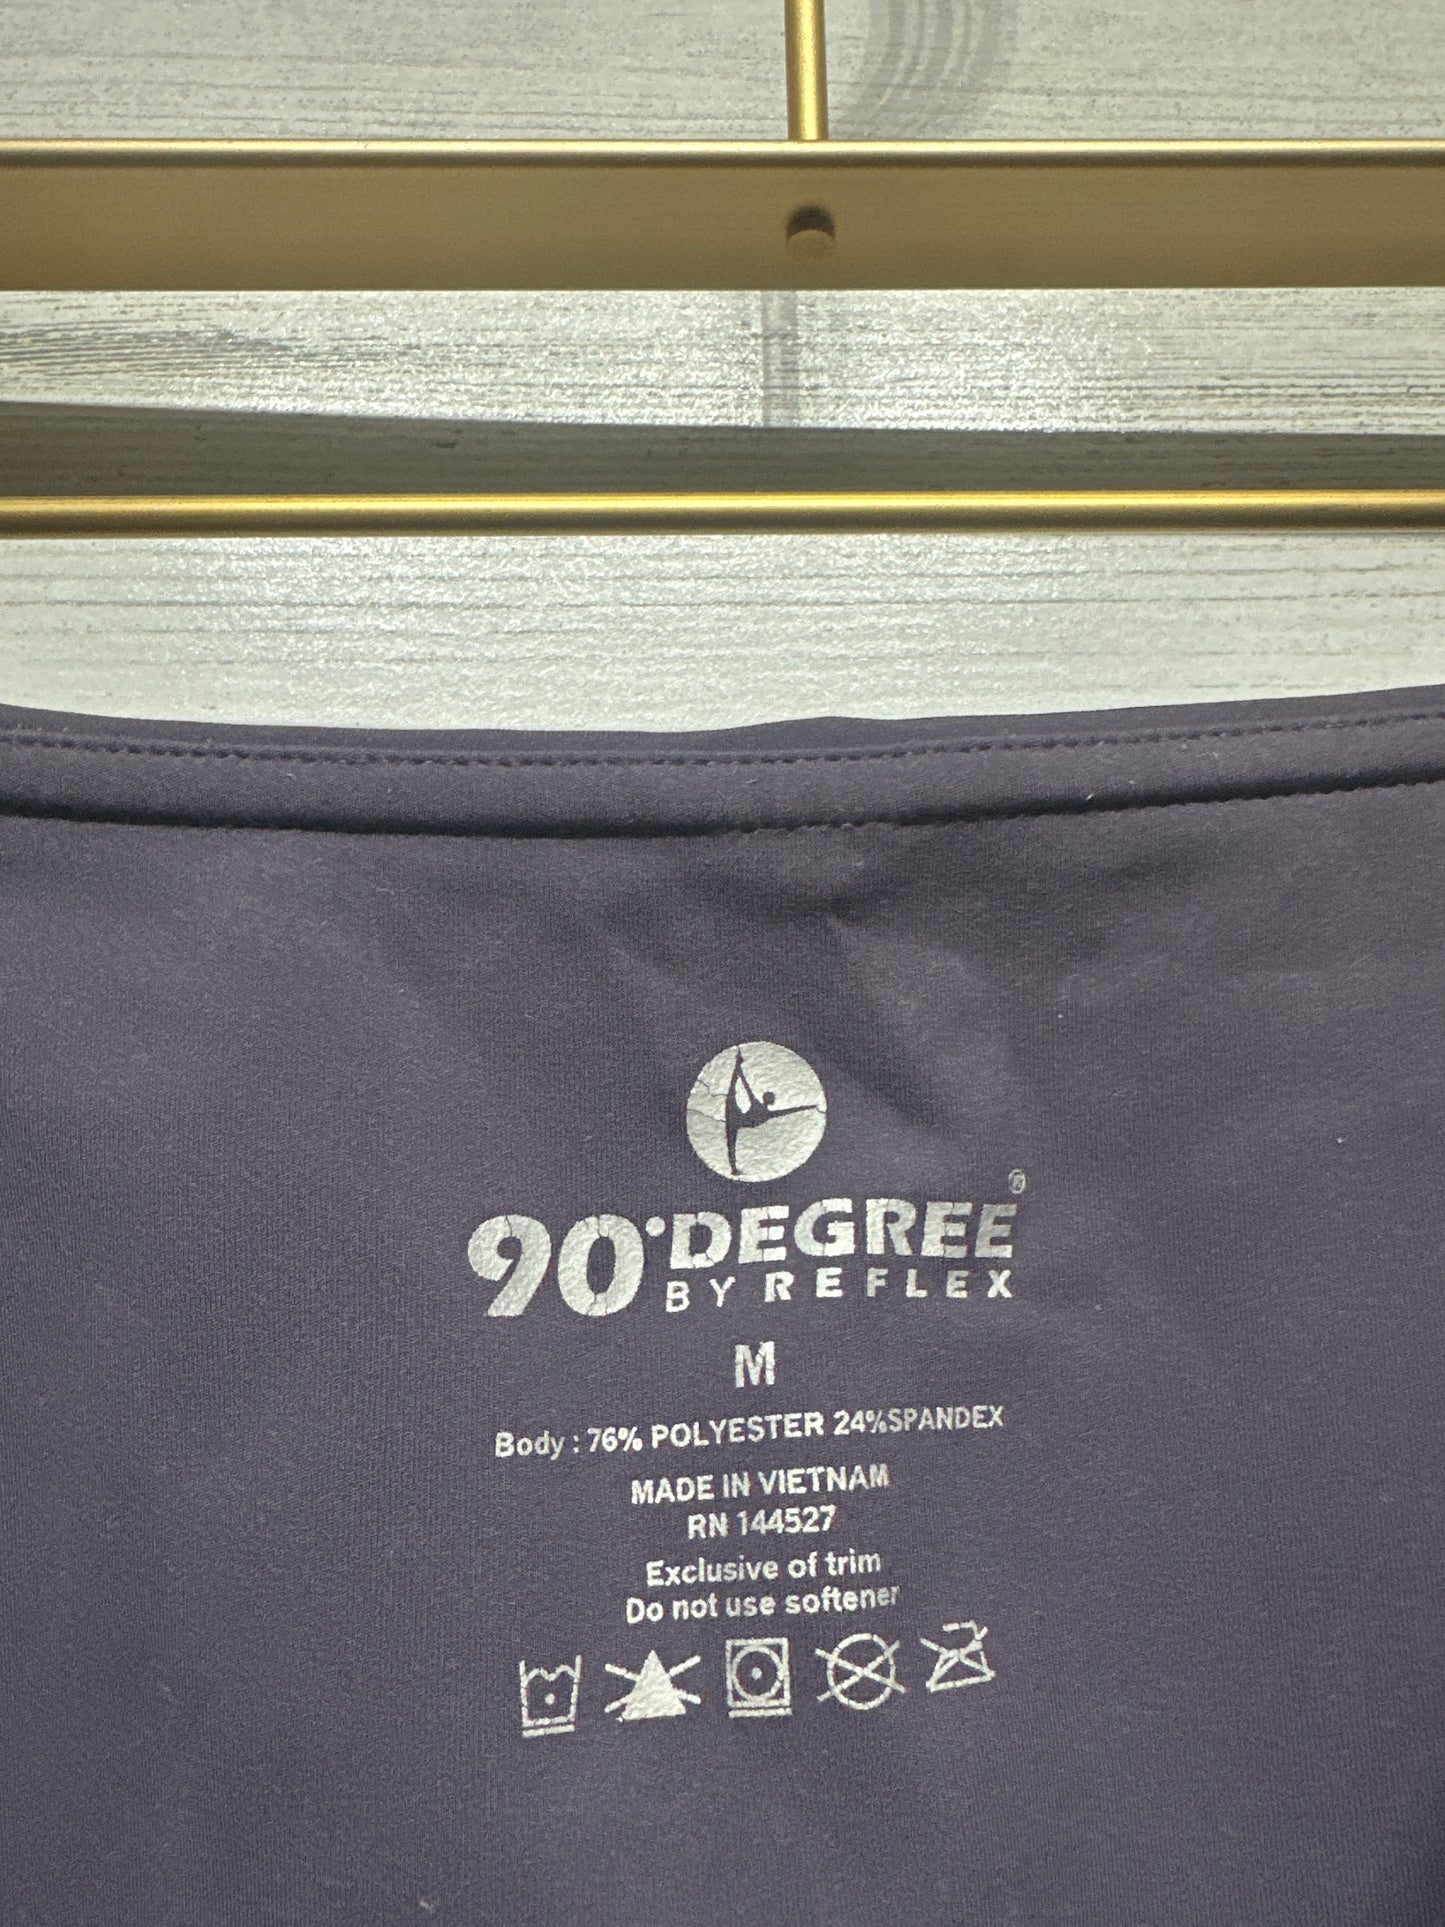 90°DEGREE®
BY REFLEX
M
Body : 76% POLYESTER 24%SPANDEX
MADE IN VIETNAM
RN 144527
Exclusive of trim
Do not use softener